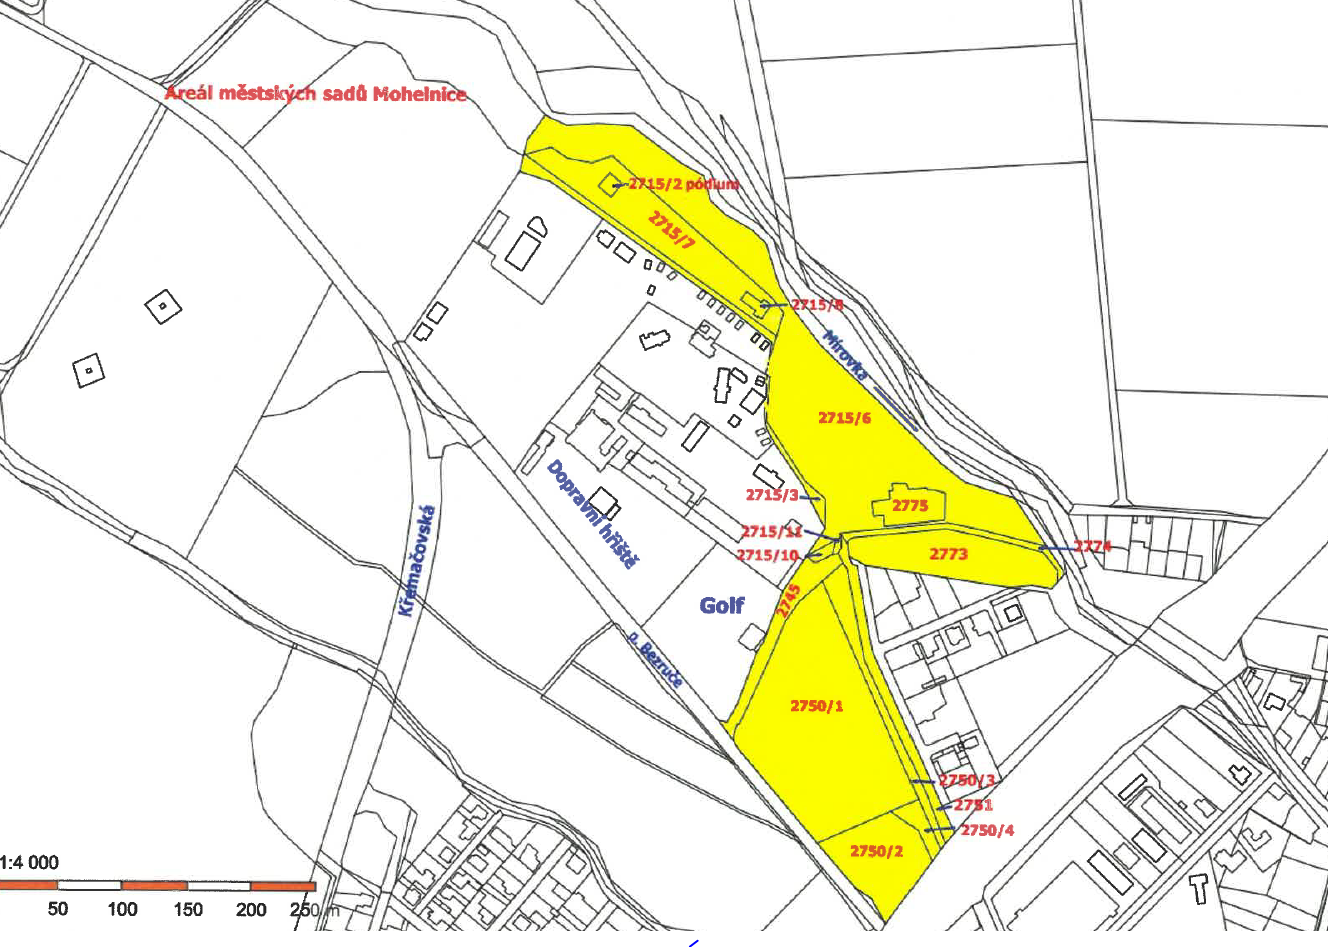 Areál městských sadů Mohelnice
2715/2 pódium
2715/7
2715/8
Mírovka
2715/6
2715/3
2775
2715/11
2774
2715/10
2773
Dopravní hřiště
Křemačovská
2745
Golf
p. Bezruče
2750/1
2750/3
2751
2750/4
2750/2
1:4 000
50 100 150 200 250 m